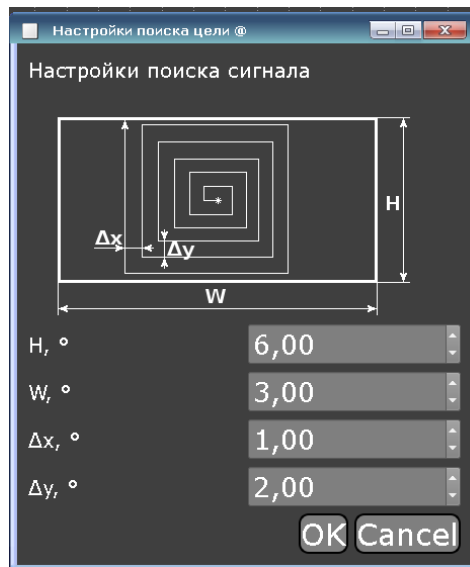 Настройки поиска цели @
Настройки поиска сигнала
H
Δx
Δy
W
H, ° 6,00
W, ° 3,00
Δx, ° 1,00
Δy, ° 2,00
OK Cancel